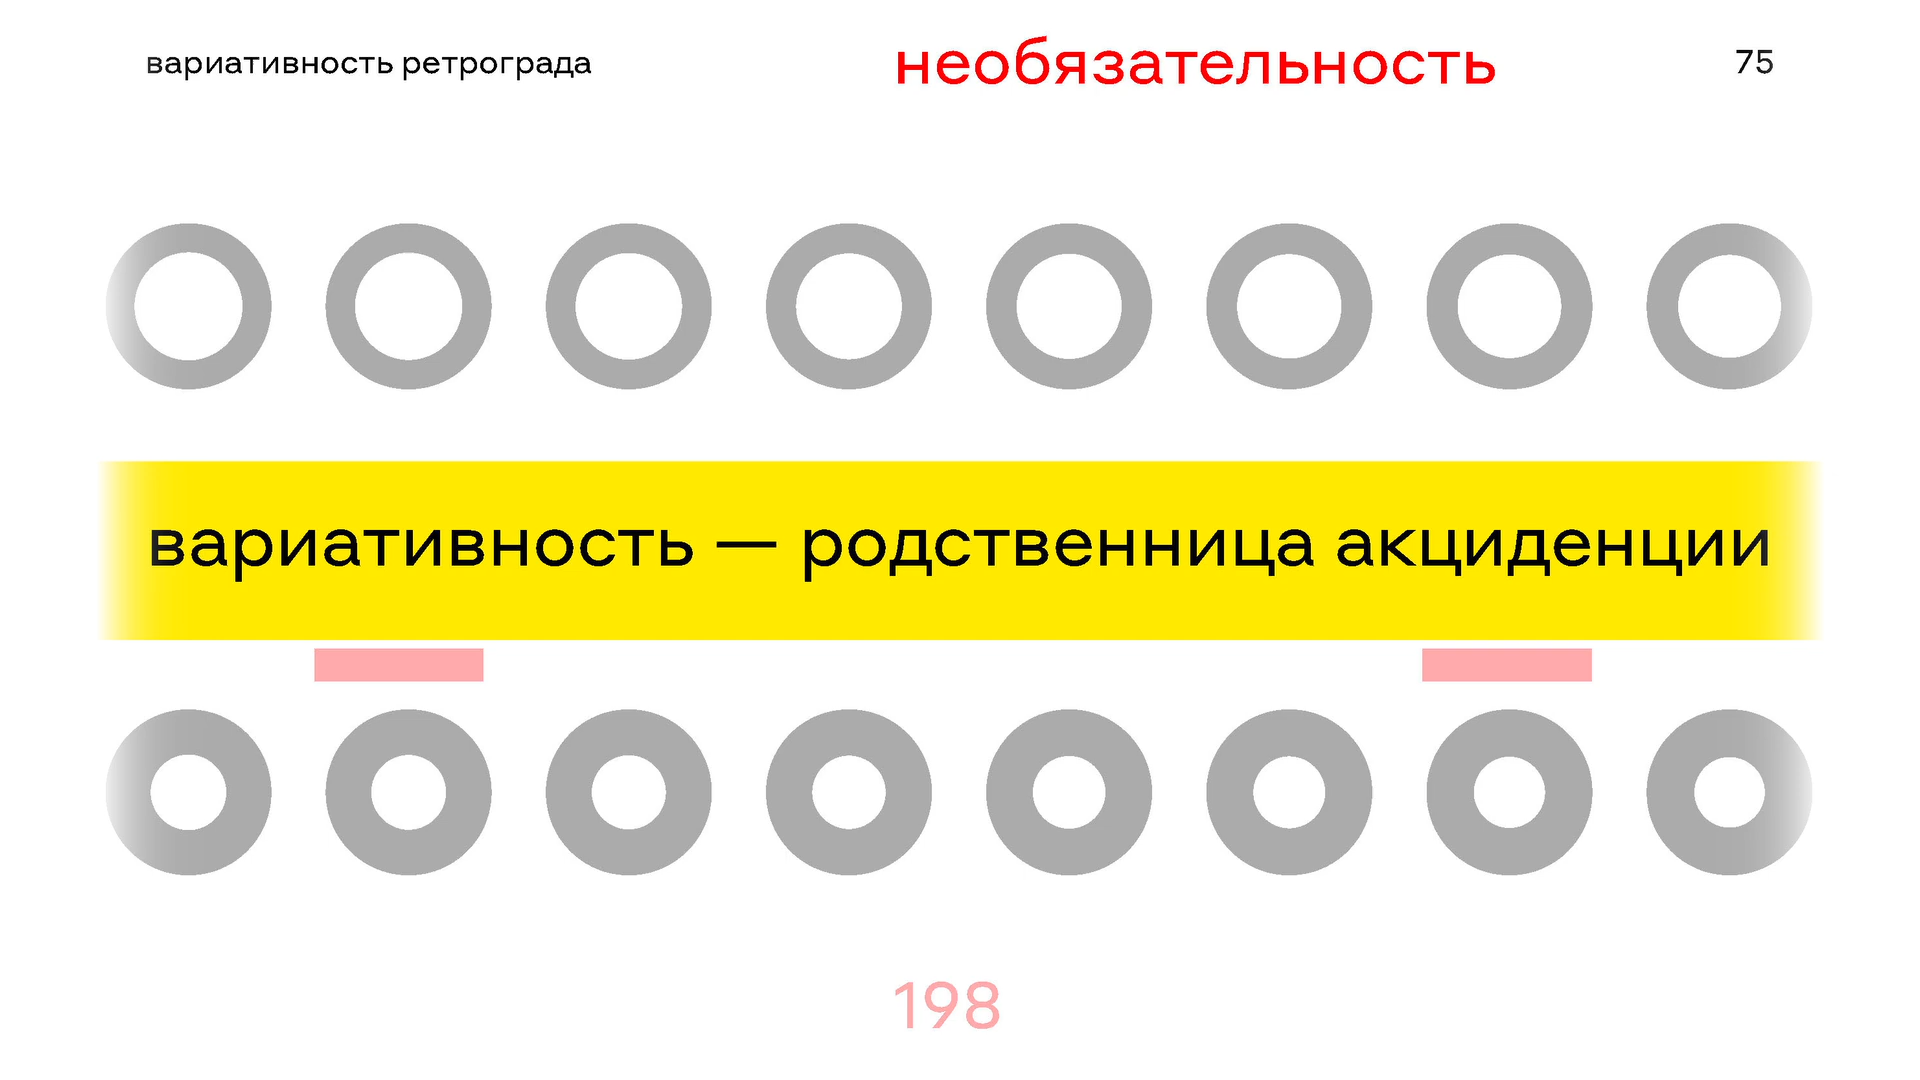 вариативность ретрограда
необязательность
75
вариативность — родственница акциденции
198